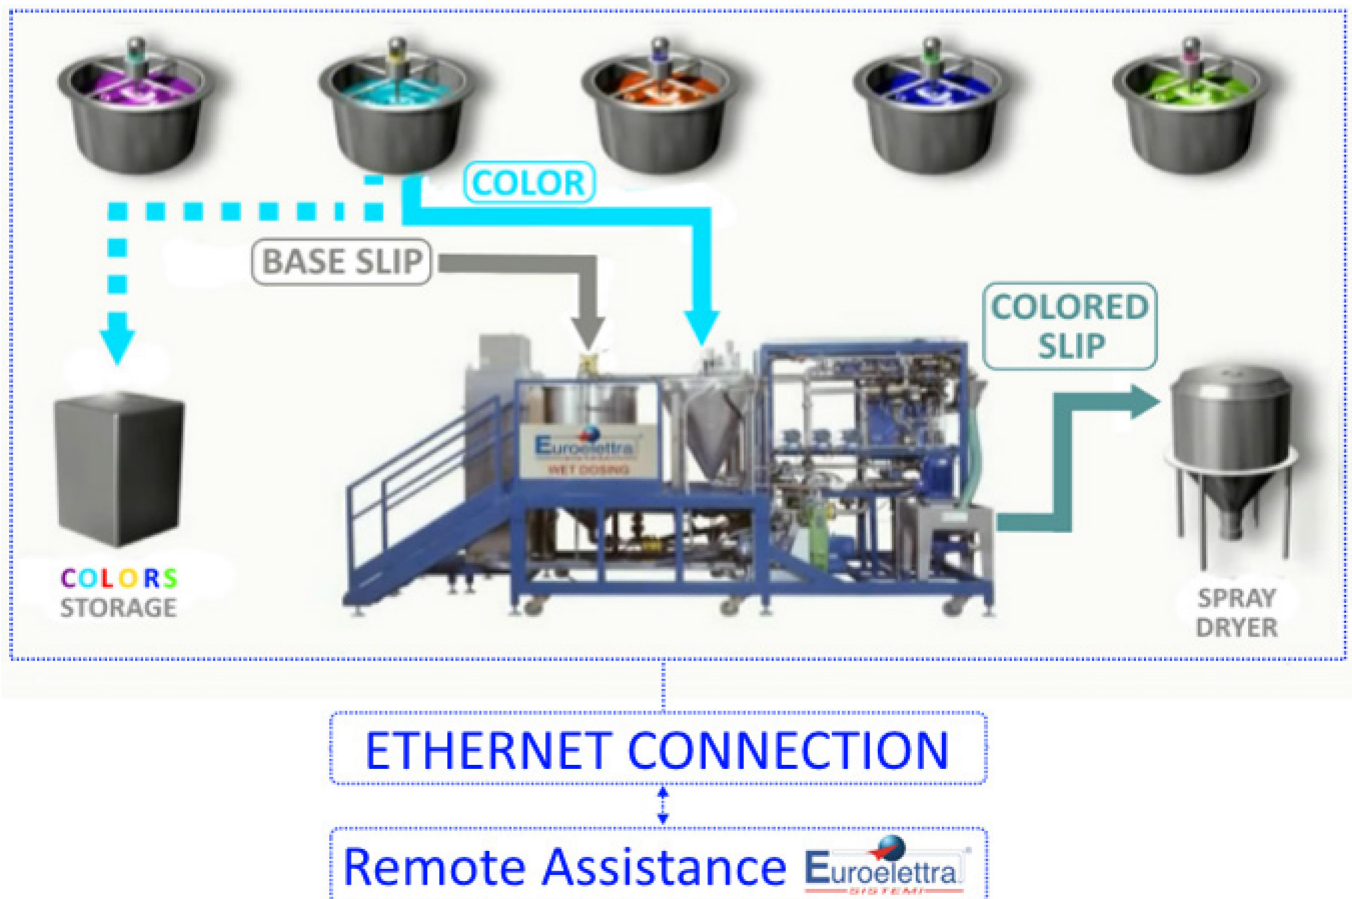 COLOR
BASE SLIP
COLORED
SLIP
Euroelettra
WET DOSING
COLORS
STORAGE
SPRAY
DRYER
ETHERNET CONNECTION
Remote Assistance Euroelettra®
SISTEMI